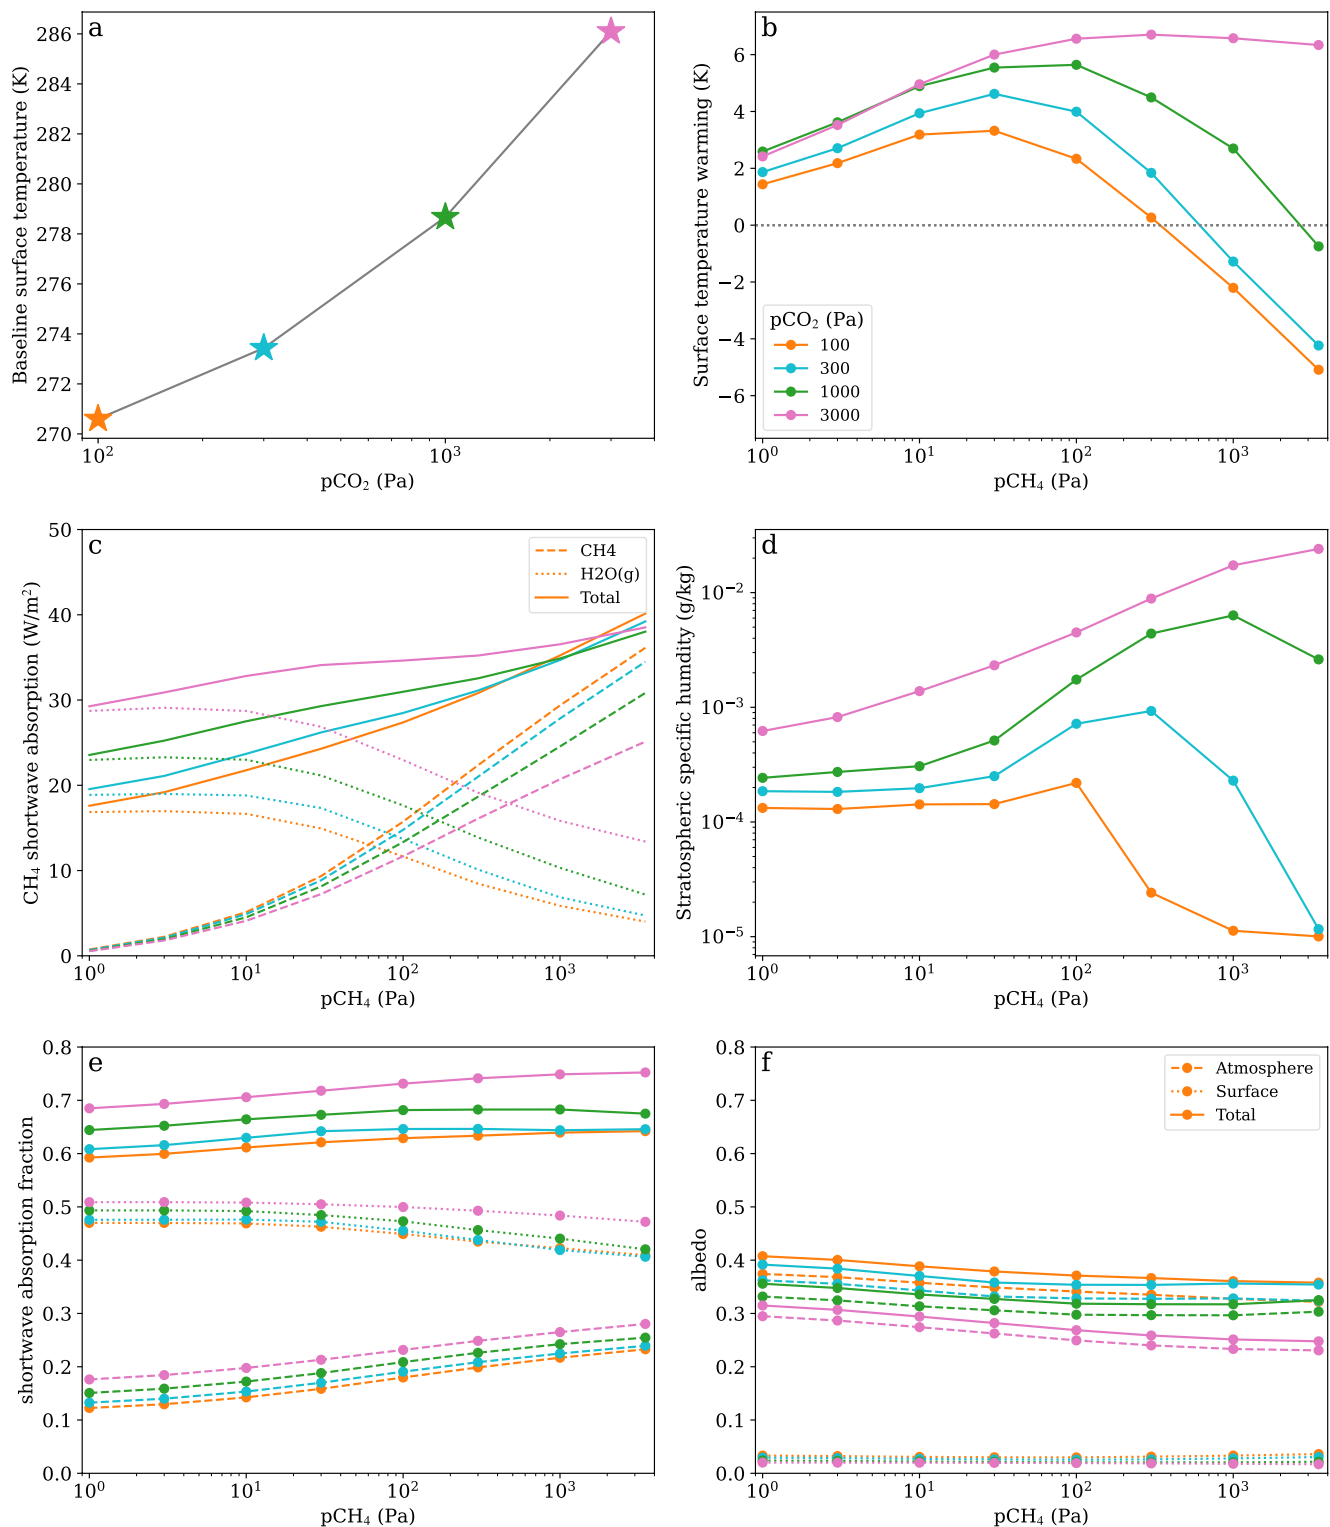 a
Baseline surface temperature (K)
286
284
282
280
278
276
274
272
270
10²
10³
pCO₂ (Pa)
b
Surface temperature warming (K)
6
4
2
0
−2
−4
−6
pCO₂ (Pa)
100
300
1000
3000
10⁰
10¹
10²
10³
pCH₄ (Pa)
c
CH₄ shortwave absorption (W/m²)
50
40
30
20
10
0
CH4
H2O(g)
Total
10⁰
10¹
10²
10³
pCH₄ (Pa)
d
Stratospheric specific humdity (g/kg)
10⁻²
10⁻³
10⁻⁴
10⁻⁵
10⁰
10¹
10²
10³
pCH₄ (Pa)
e
shortwave absorption fraction
0.8
0.7
0.6
0.5
0.4
0.3
0.2
0.1
0.0
10⁰
10¹
10²
10³
pCH₄ (Pa)
f
albedo
0.8
0.7
0.6
0.5
0.4
0.3
0.2
0.1
0.0
Atmosphere
Surface
Total
10⁰
10¹
10²
10³
pCH₄ (Pa)